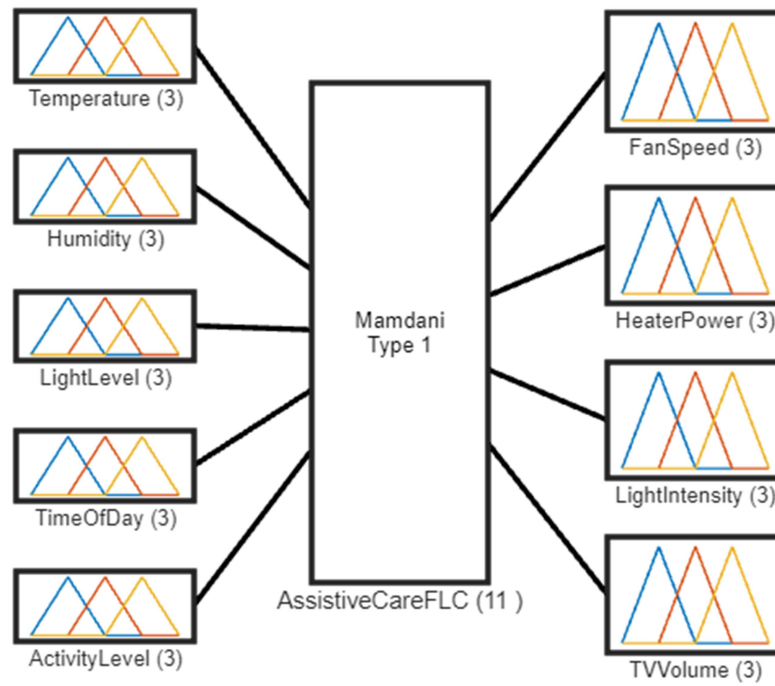 Temperature (3)
Humidity (3)
LightLevel (3)
TimeOfDay (3)
ActivityLevel (3)
Mamdani
Type 1
AssistiveCareFLC (11 )
FanSpeed (3)
HeaterPower (3)
LightIntensity (3)
TVVolume (3)